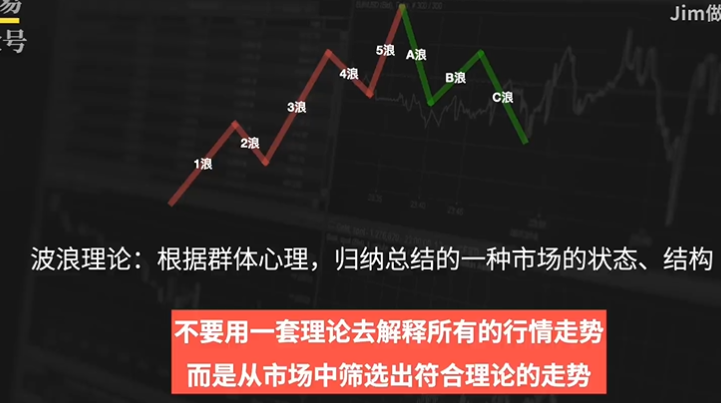 易
Jim做
号
5浪
A浪
4浪
B浪
3浪
C浪
2浪
1浪
波浪理论：根据群体心理，归纳总结的一种市场的状态、结构
不要用一套理论去解释所有的行情走势
而是从市场中筛选出符合理论的走势